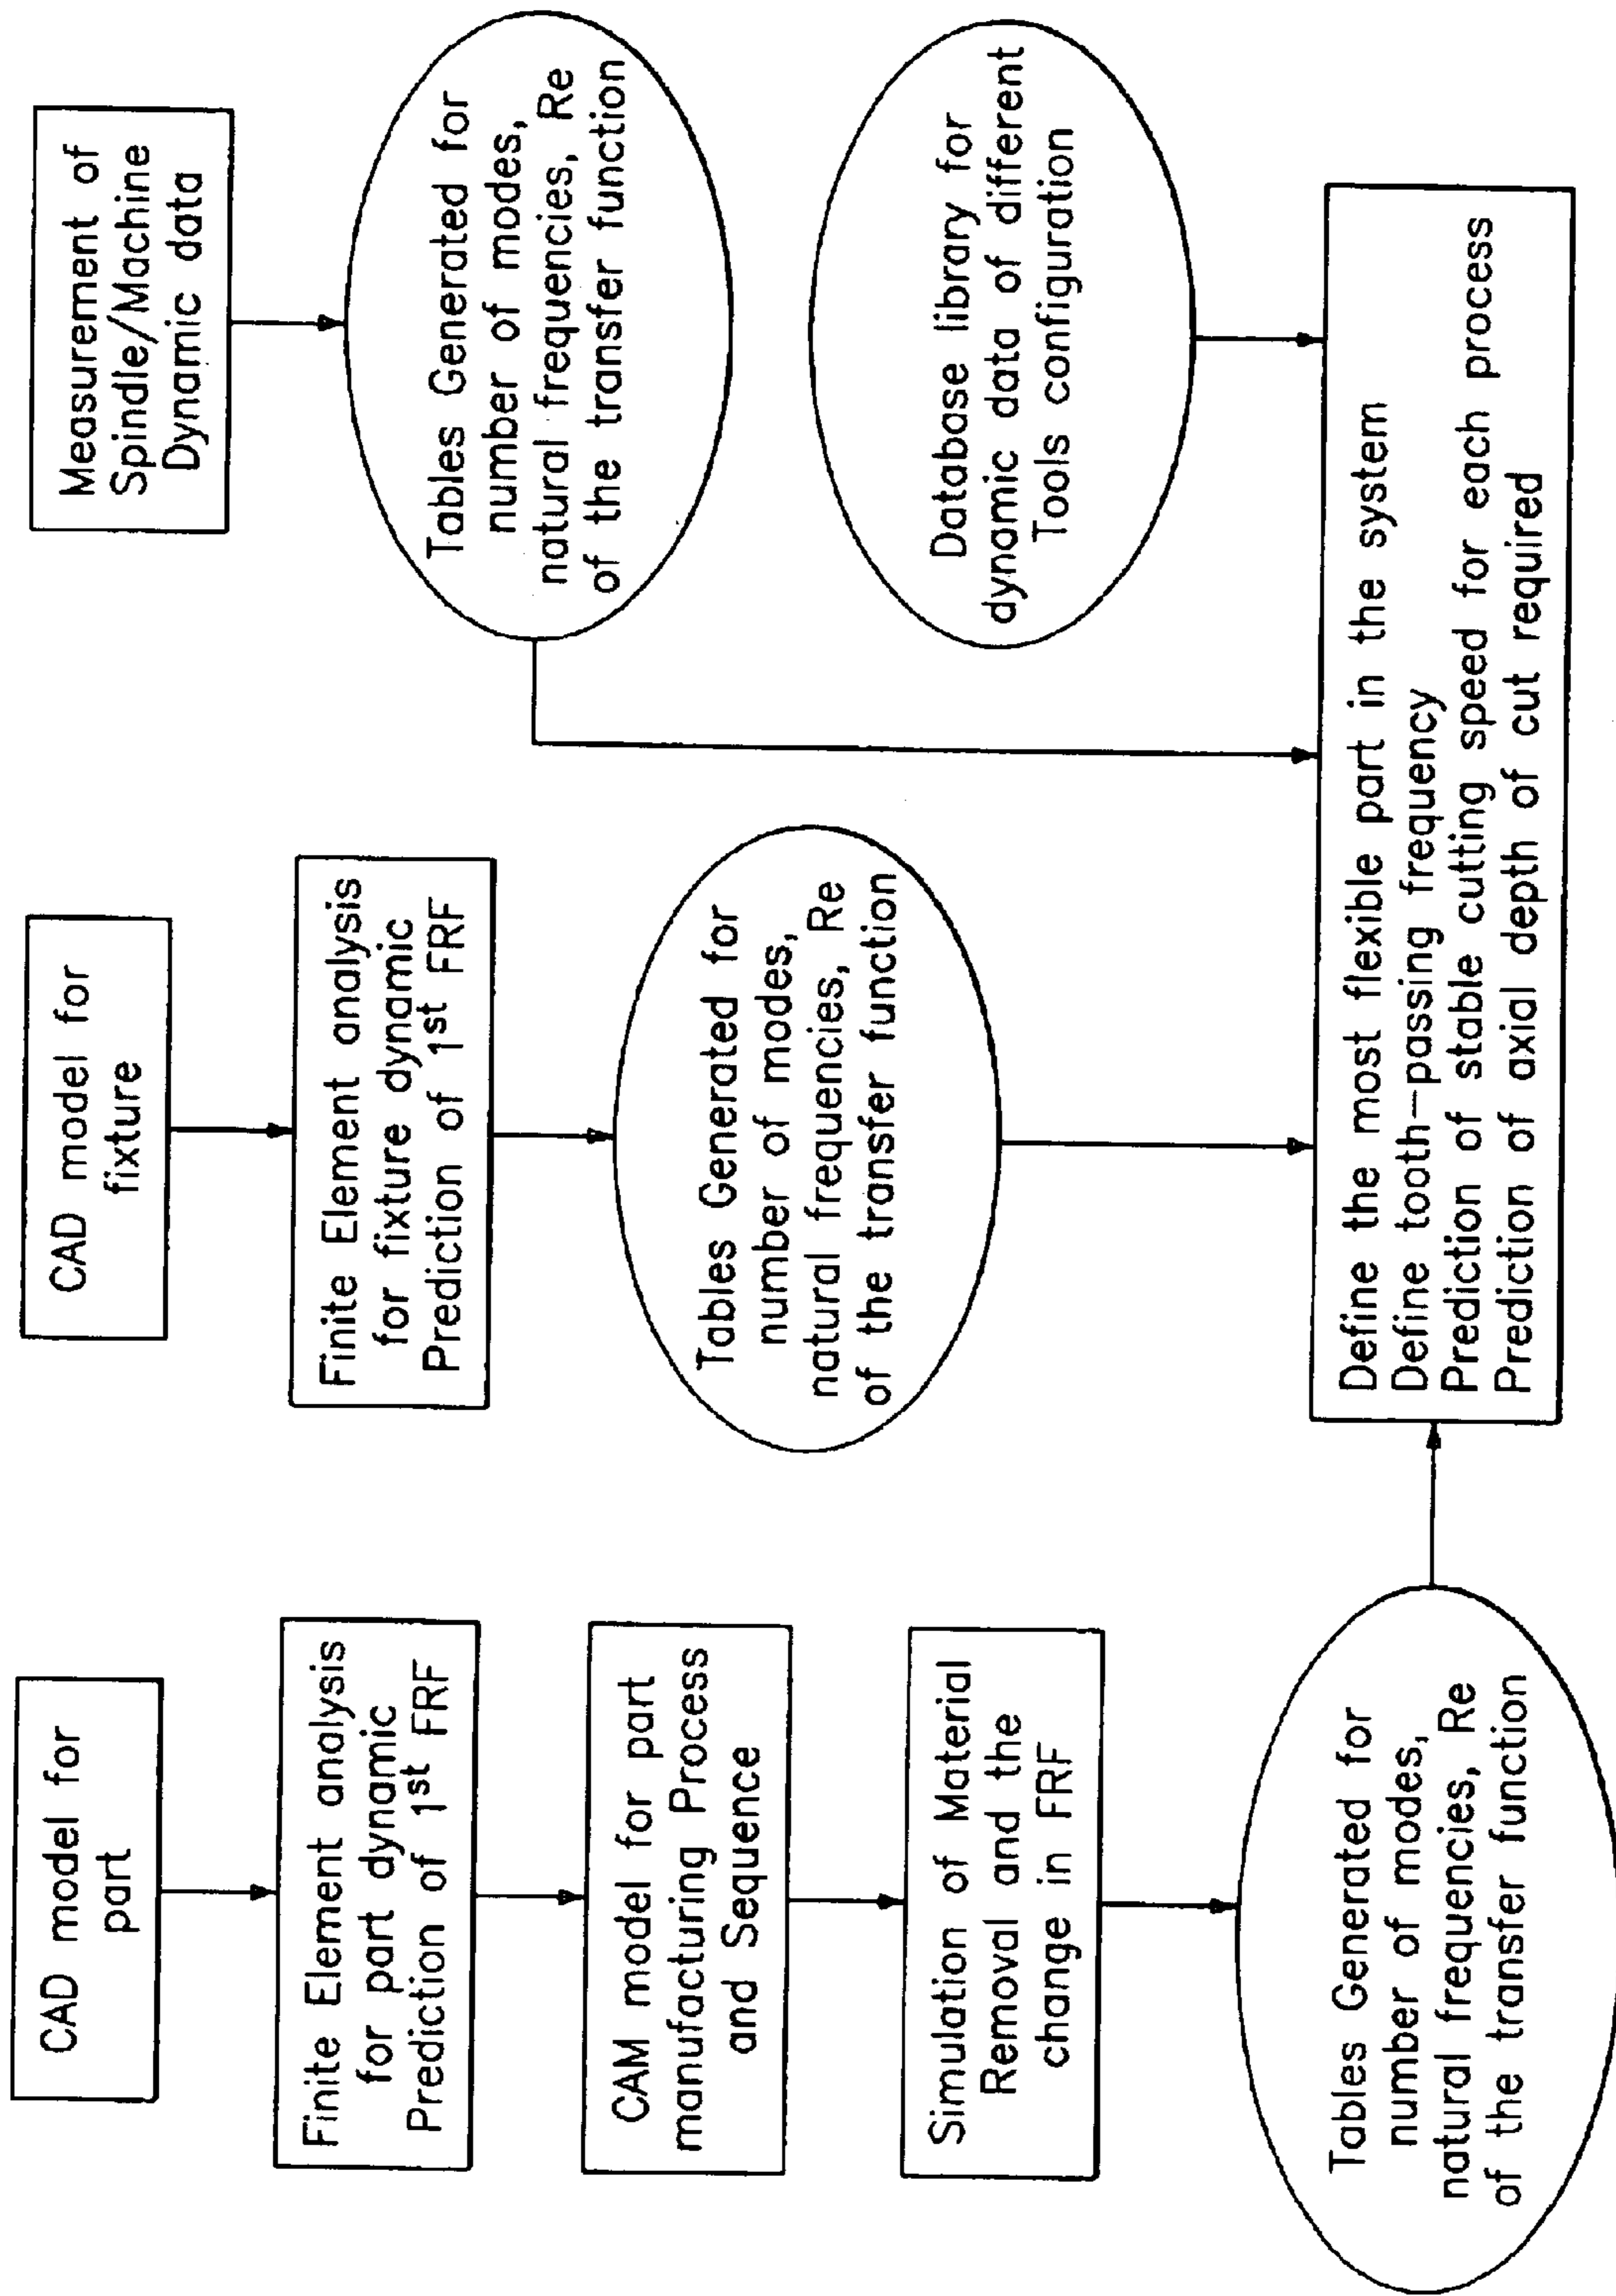 CAD model for
part
Finite Element analysis
for part dynamic
Prediction of 1st FRF
CAM model for part
manufacturing Process
and Sequence
Simulation of Material
Removal and the
change in FRF
Tables Generated for
number of modes,
natural frequencies, Re
of the transfer function
CAD model for
fixture
Finite Element analysis
for fixture dynamic
Prediction of 1st FRF
Tables Generated for
number of modes,
natural frequencies, Re
of the transfer function
Measurement of
Spindle/Machine
Dynamic data
Tables Generated for
number of modes,
natural frequencies, Re
of the transfer function
Database library for
dynamic data of different
Tools configuration
Define the most flexible part in the system
Define tooth-passing frequency
Prediction of stable cutting speed for each process
Prediction of axial depth of cut required